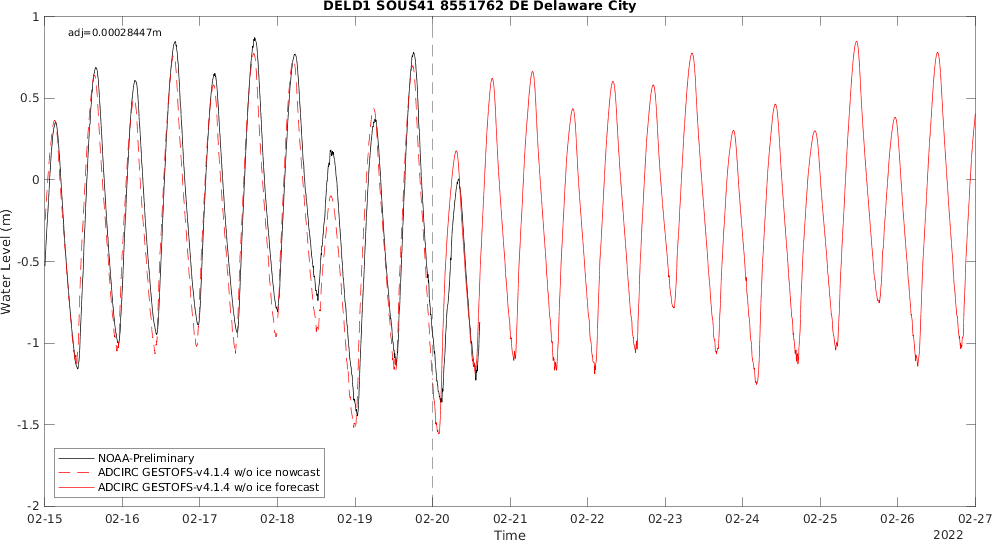 DELD1 SOUS41 8551762 DE Delaware City
adj=0.00028447m
1
0.5
0
-0.5
-1
-1.5
-2
Water Level (m)
NOAA-Preliminary
ADCIRC GESTOFS-v4.1.4 w/o ice nowcast
ADCIRC GESTOFS-v4.1.4 w/o ice forecast
02-15 02-16 02-17 02-18 02-19 02-20 02-21 02-22 02-23 02-24 02-25 02-26 02-27
Time
2022